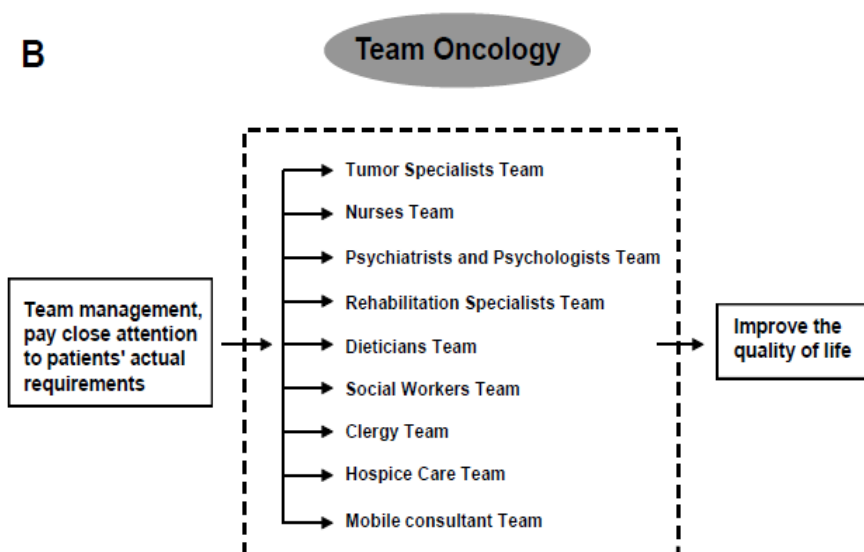 B
Team Oncology
Tumor Specialists Team
Nurses Team
Psychiatrists and Psychologists Team
Rehabilitation Specialists Team
Dieticians Team
Social Workers Team
Clergy Team
Hospice Care Team
Mobile consultant Team
Team management,
pay close attention
to patients' actual
requirements
Improve the
quality of life